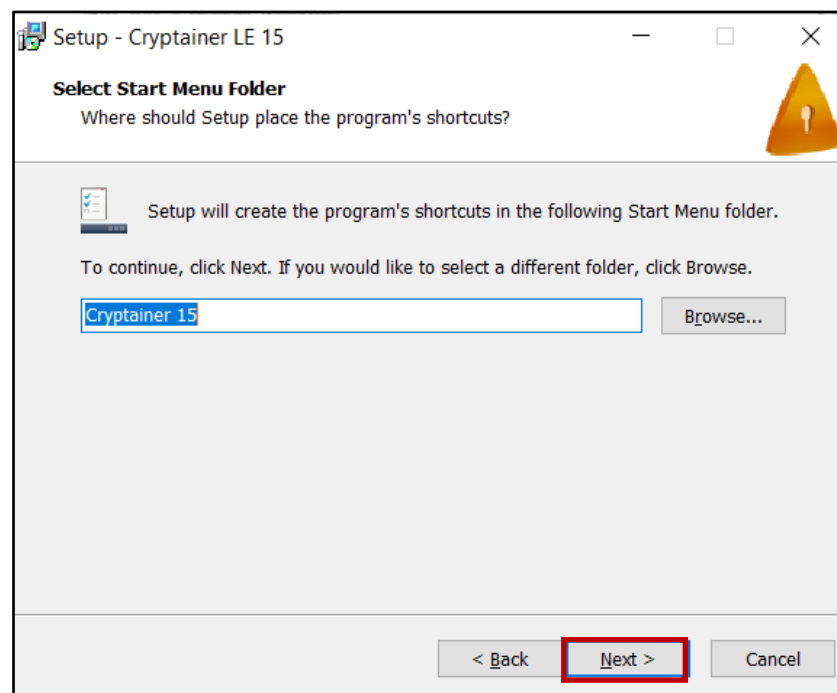 Setup - Cryptainer LE 15
Select Start Menu Folder
Where should Setup place the program's shortcuts?
Setup will create the program's shortcuts in the following Start Menu folder.
To continue, click Next. If you would like to select a different folder, click Browse.
Cryptainer 15
Browse...
< Back
Next >
Cancel